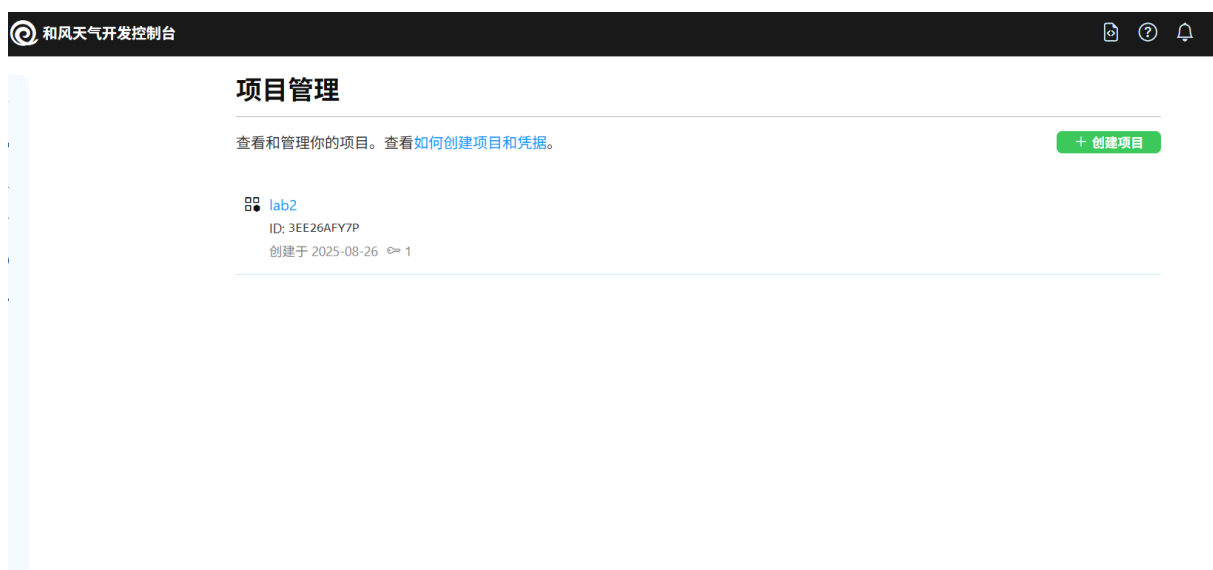 和风天气开发控制台
项目管理
查看和管理你的项目。查看如何创建项目和凭据。
+ 创建项目
lab2
ID: 3EE26AFY7P
创建于 2025-08-26 1